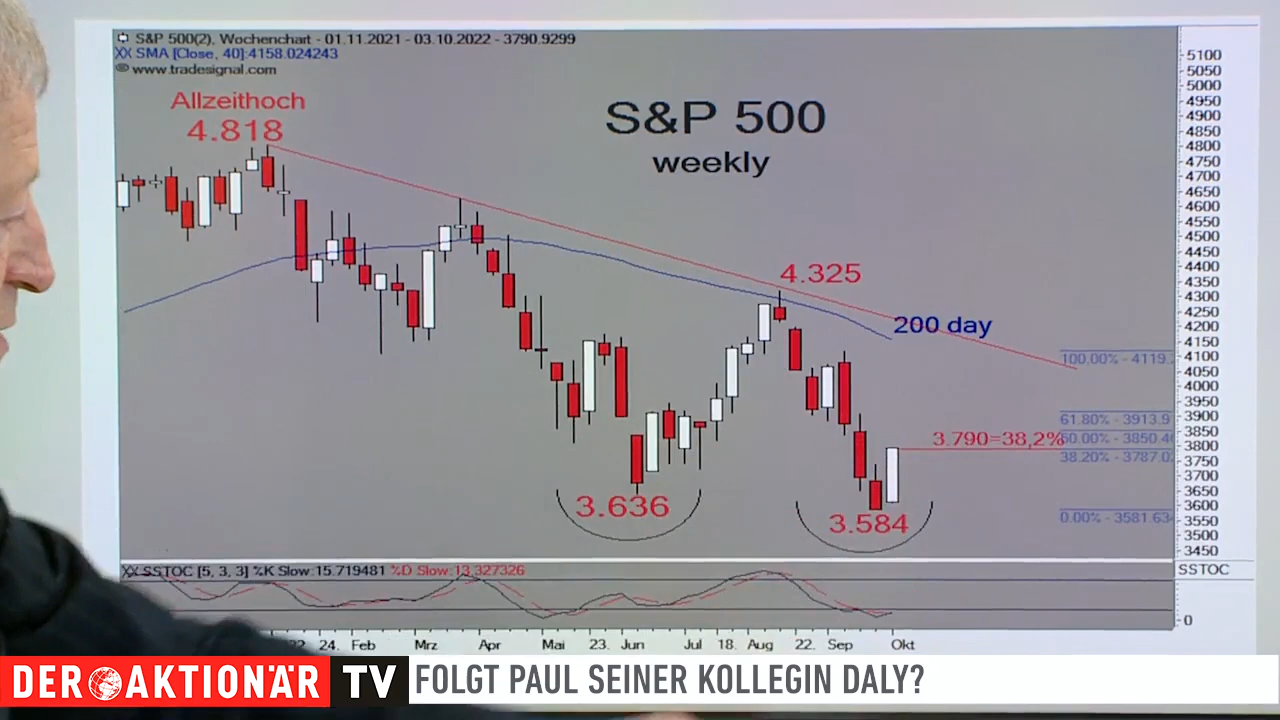 S&P 500(2), Wochenchart - 01.11.2021 - 03.10.2022 - 3790.9299
SMA [Close, 40]:4158.024243
© www.tradesignal.com
Allzeithoch
4.818
S&P 500
weekly
4.325
200 day
3.790=38,2%
3.636
3.584
100.00% - 4119.
61.80% - 3913.9
50.00% - 3850.4
38.20% - 3787.0
0.00% - 3581.63
5100
5050
5000
4950
4900
4850
4800
4750
4700
4650
4600
4550
4500
4450
4400
4350
4300
4250
4200
4150
4100
4050
4000
3950
3900
3850
3800
3750
3700
3650
3600
3550
3500
3450
SSTOC [5, 3, 3] %K Slow:15.719481 %D Slow:13.327326
SSTOC
0
24. Feb Mrz Apr Mai 23. Jun Jul 18. Aug 22. Sep Okt
DER AKTIONÄR TV
FOLGT PAUL SEINER KOLLEGIN DALY?